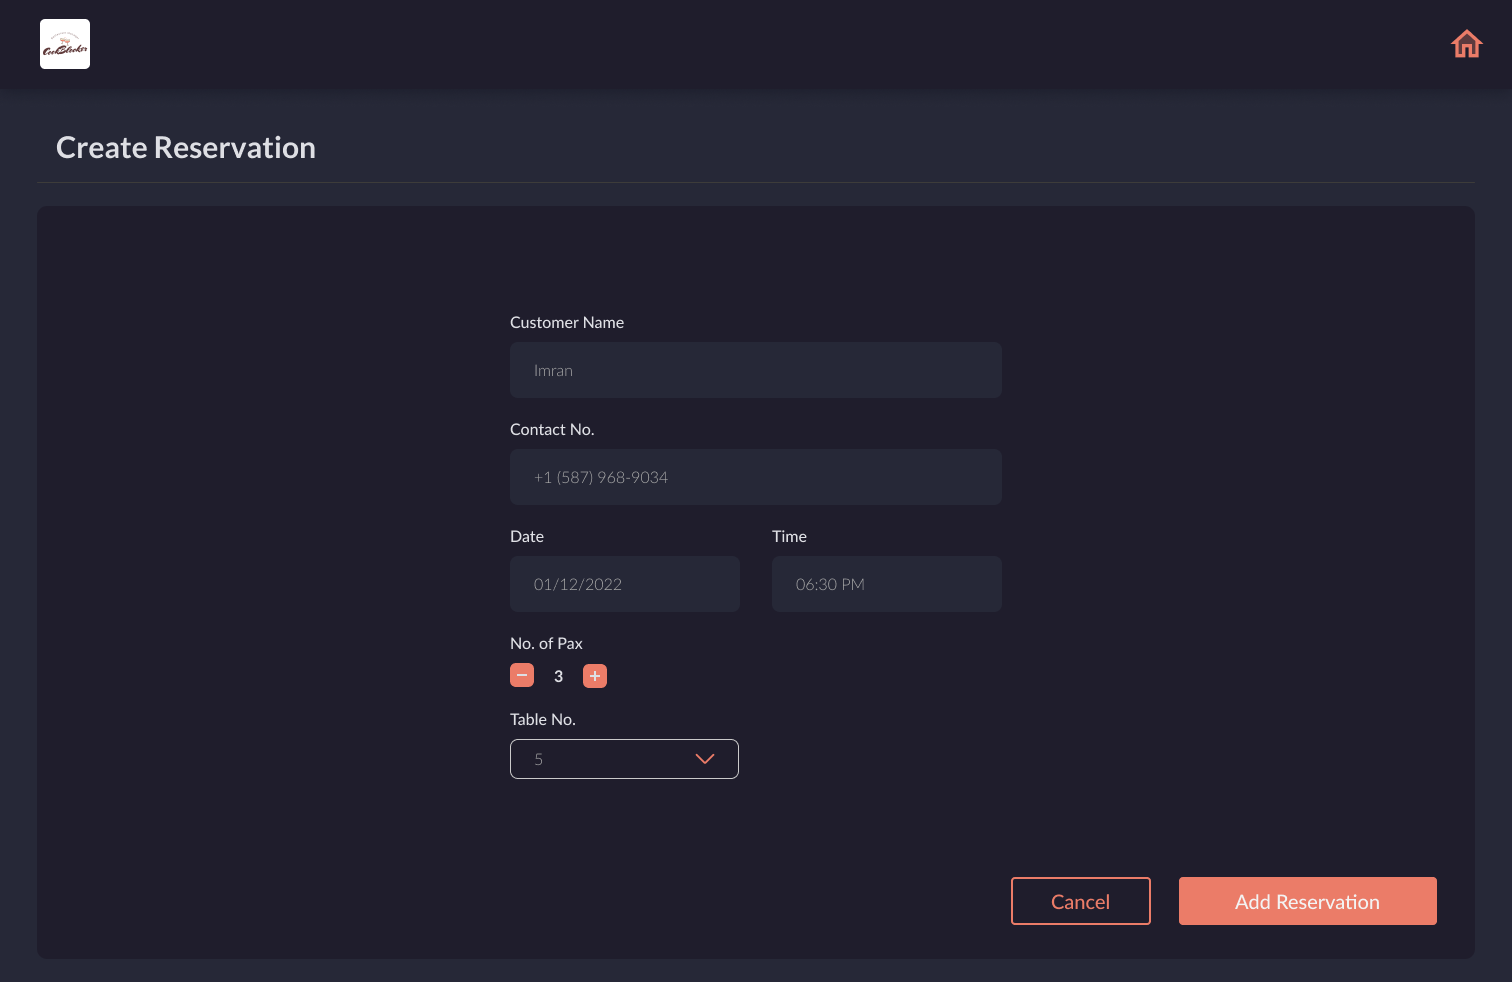 Create Reservation
Customer Name
Imran
Contact No.
+1 (587) 968-9034
Date
Time
01/12/2022
06:30 PM
No. of Pax
3
Table No.
5
Cancel
Add Reservation